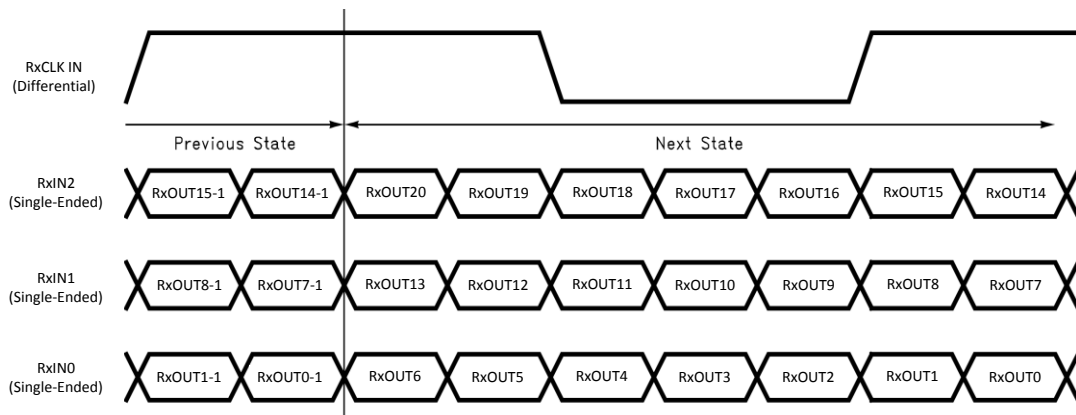 RxCLK IN
(Differential)
Previous State
Next State
RxIN2
(Single-Ended)
RxOUT15-1 RxOUT14-1 RxOUT20 RxOUT19 RxOUT18 RxOUT17 RxOUT16 RxOUT15 RxOUT14
RxIN1
(Single-Ended)
RxOUT8-1 RxOUT7-1 RxOUT13 RxOUT12 RxOUT11 RxOUT10 RxOUT9 RxOUT8 RxOUT7
RxIN0
(Single-Ended)
RxOUT1-1 RxOUT0-1 RxOUT6 RxOUT5 RxOUT4 RxOUT3 RxOUT2 RxOUT1 RxOUT0